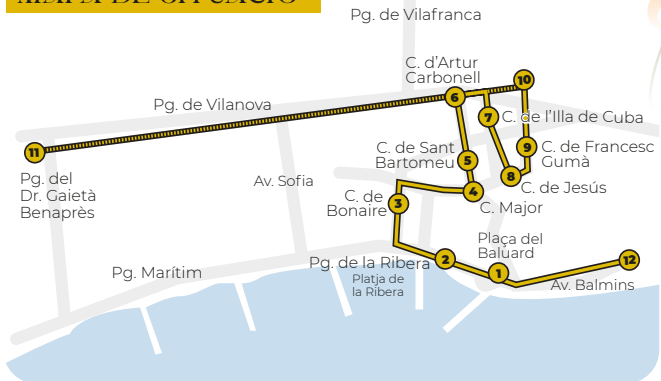 Pg. de Vilafranca
C. d’Artur
Carbonell
10
6
Pg. de Vilanova
7
C. de l’Illa de Cuba
11
C. de Sant
Bartomeu
5
9
C. de Francesc
Gumà
Pg. del
Dr. Gaietà
Benaprès
Av. Sofia
8
C. de Jesús
C. de
Bonaire
3
4
C. Major
Plaça del
Baluard
Pg. Marítim
Pg. de la Ribera
2
1
12
Platja de
la Ribera
Av. Balmins